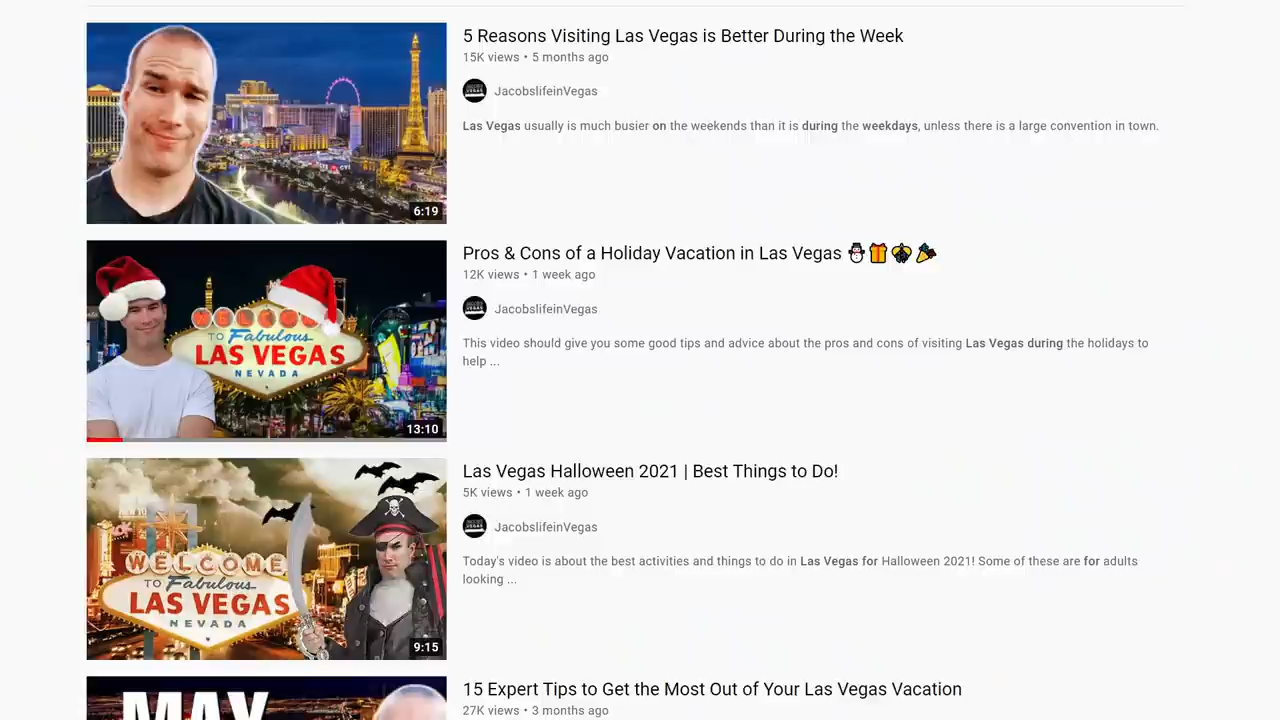 5 Reasons Visiting Las Vegas is Better During the Week
15K views • 5 months ago
JacobslifeinVegas
Las Vegas usually is much busier on the weekends than it is during the weekdays, unless there is a large convention in town.
6:19
Pros & Cons of a Holiday Vacation in Las Vegas
12K views • 1 week ago
JacobslifeinVegas
This video should give you some good tips and advice about the pros and cons of visiting Las Vegas during the holidays to
help ...
WELCOME
TO Fabulous
LAS VEGAS
NEVADA
13:10
Las Vegas Halloween 2021 | Best Things to Do!
5K views • 1 week ago
JacobslifeinVegas
Today's video is about the best activities and things to do in Las Vegas for Halloween 2021! Some of these are for adults
looking ...
WELCOME
TO Fabulous
LAS VEGAS
NEVADA
9:15
15 Expert Tips to Get the Most Out of Your Las Vegas Vacation
27K views • 3 months ago
MAY